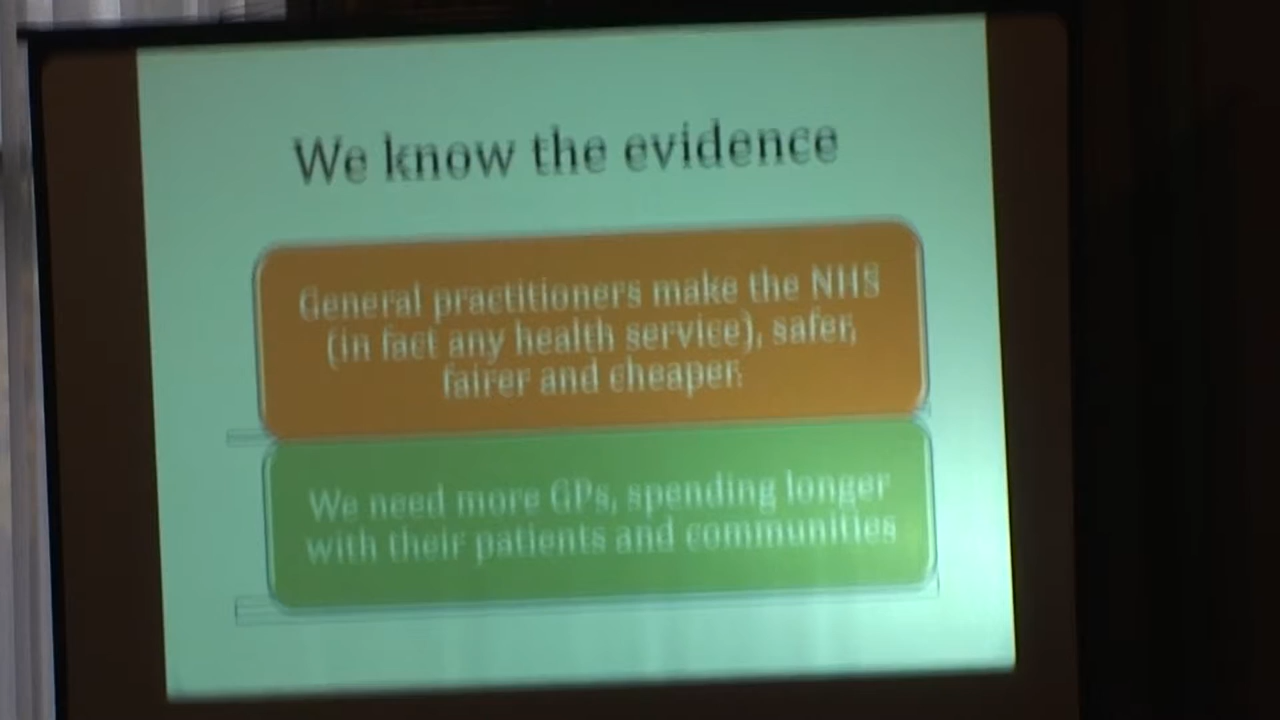 We know the evidence
General practitioners make the NHS
(in fact any health service), safer,
fairer and cheaper.
We need more GPs, spending longer
with their patients and communities